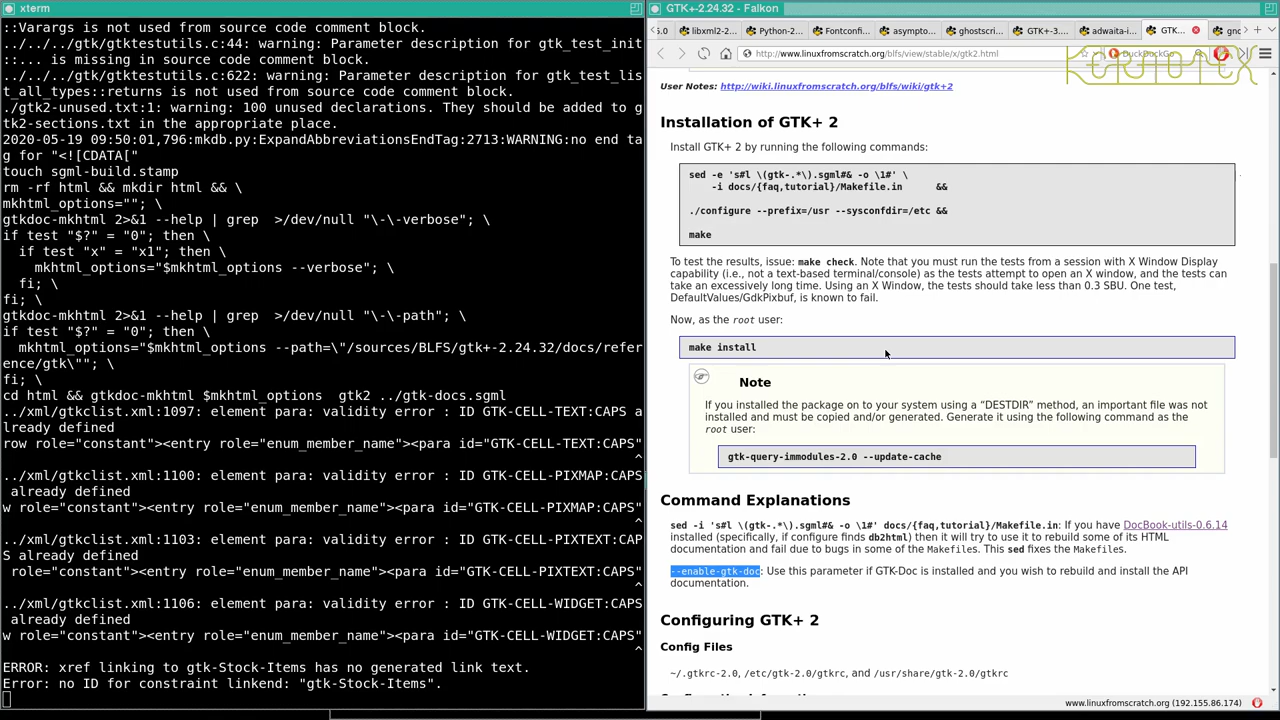 xterm
::Varargs is not used from source code comment block.
../../../gtk/gtktestutils.c:44: warning: Parameter description for gtk_test_init
::... is missing in source code comment block.
../../../gtk/gtktestutils.c:622: warning: Parameter description for gtk_test_lis
t_all_types::returns is not used from source code comment block.
./gtk2-unused.txt:1: warning: 100 unused declarations. They should be added to g
tk2-sections.txt in the appropriate place.
2020-05-19 09:50:01,796:mkdb.py:ExpandAbbreviationsEndTag:2713:WARNING:no end ta
g for "<![CDATA["
touch sgml-build.stamp
rm -rf html && mkdir html && \
mkhtml_options=""; \
gtkdoc-mkhtml 2>&1 --help | grep  >/dev/null "\-\-verbose"; \
if test "$?" = "0"; then \
  if test "x" = "x1"; then \
    mkhtml_options="$mkhtml_options --verbose"; \
  fi; \
fi; \
gtkdoc-mkhtml 2>&1 --help | grep  >/dev/null "\-\-path"; \
if test "$?" = "0"; then \
  mkhtml_options="$mkhtml_options --path=\"/sources/BLFS/gtk+-2.24.32/docs/refer
ence/gtk\""; \
fi; \
cd html && gtkdoc-mkhtml $mkhtml_options  gtk2 ../gtk-docs.sgml
../xml/gtkclist.xml:1097: element para: validity error : ID GTK-CELL-TEXT:CAPS a
lready defined
row role="constant"><entry role="enum_member_name"><para id="GTK-CELL-TEXT:CAPS"
^
../xml/gtkclist.xml:1100: element para: validity error : ID GTK-CELL-PIXMAP:CAPS
 already defined
w role="constant"><entry role="enum_member_name"><para id="GTK-CELL-PIXMAP:CAPS"
^
../xml/gtkclist.xml:1103: element para: validity error : ID GTK-CELL-PIXTEXT:CAP
S already defined
 role="constant"><entry role="enum_member_name"><para id="GTK-CELL-PIXTEXT:CAPS"
^
../xml/gtkclist.xml:1106: element para: validity error : ID GTK-CELL-WIDGET:CAPS
 already defined
w role="constant"><entry role="enum_member_name"><para id="GTK-CELL-WIDGET:CAPS"
^
ERROR: xref linking to gtk-Stock-Items has no generated link text.
Error: no ID for constraint linkend: "gtk-Stock-Items".
GTK+-2.24.32 - Falkon
5.0 libxml2-2... Python-2... Fontconfi... asympto... ghostscri... GTK+-3.... adwaita-i... GTK...
http://www.linuxfromscratch.org/blfs/view/stable/x/gtk2.html DuckDuckGo
User Notes: http://wiki.linuxfromscratch.org/blfs/wiki/gtk+2
Installation of GTK+ 2
Install GTK+ 2 by running the following commands:
sed -e 's#l \(gtk-.*\).sgml#& -o \1#' \
    -i docs/{faq,tutorial}/Makefile.in      &&
./configure --prefix=/usr --sysconfdir=/etc &&
make
To test the results, issue: make check. Note that you must run the tests from a session with X Window Display
capability (i.e., not a text-based terminal/console) as the tests attempt to open an X window, and the tests can
take an excessively long time. Using an X Window, the tests should take less than 0.3 SBU. One test,
DefaultValues/GdkPixbuf, is known to fail.
Now, as the root user:
make install
Note
If you installed the package on to your system using a “DESTDIR” method, an important file was not
installed and must be copied and/or generated. Generate it using the following command as the
root user:
gtk-query-immodules-2.0 --update-cache
Command Explanations
sed -i 's#l \(gtk-.*\).sgml#& -o \1#' docs/{faq,tutorial}/Makefile.in: If you have DocBook-utils-0.6.14
installed (specifically, if configure finds db2html) then it will try to use it to rebuild some of its HTML
documentation and fail due to bugs in some of the Makefiles. This sed fixes the Makefiles.
--enable-gtk-doc: Use this parameter if GTK-Doc is installed and you wish to rebuild and install the API
documentation.
Configuring GTK+ 2
Config Files
~/.gtkrc-2.0, /etc/gtk-2.0/gtkrc, and /usr/share/gtk-2.0/gtkrc
www.linuxfromscratch.org (192.155.86.174)